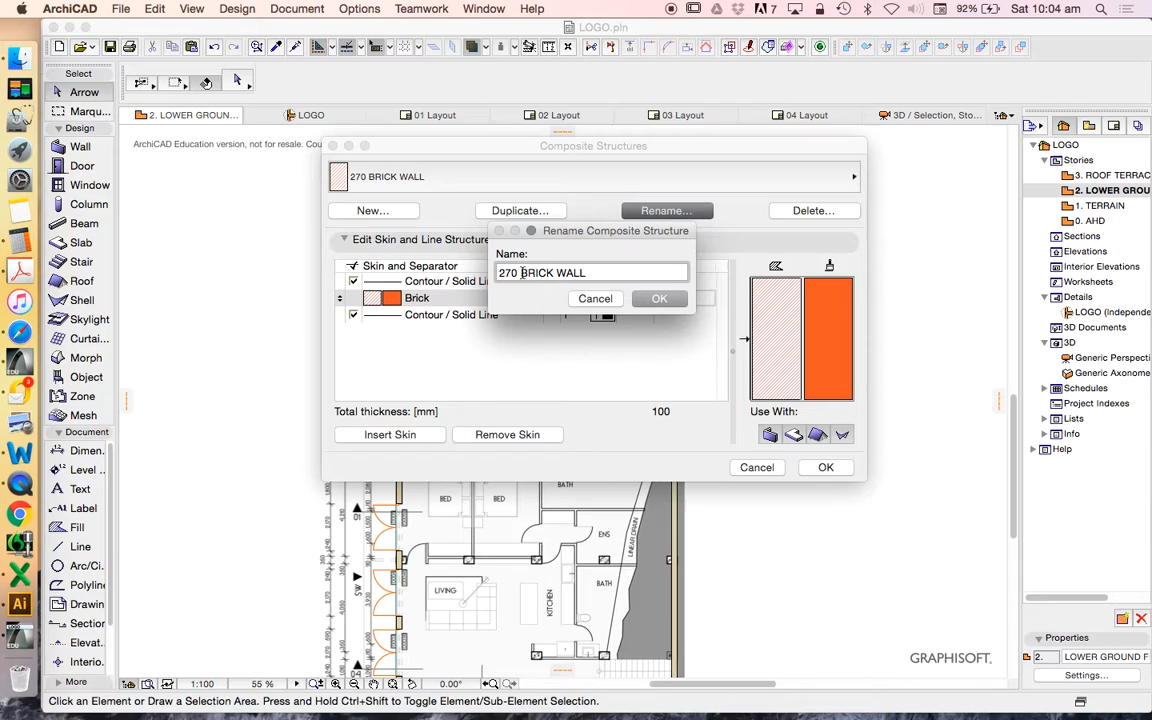 ArchiCAD File Edit View Design Document Options Teamwork Window Help 7 92% Sat 10:04 am
LOGO.pln
Select
Arrow
Marqu...
Design
Wall
Door
Window
Column
Beam
Slab
Stair
Roof
Shell
Skylight
Curtai...
Morph
Object
Zone
Mesh
Document
Dimen...
Level ...
Text
Label
Fill
Line
Arc/Ci...
Polyline
Drawin
Sectio
Elevat...
Interio...
More
2. LOWER GROUN...
LOGO
01 Layout
02 Layout
03 Layout
04 Layout
3D / Selection, Sto...
ArchiCAD Education version, not for resale. Cou
Composite Structures
270 BRICK WALL
New...
Duplicate...
Rename...
Delete...
Edit Skin and Line Structure
Skin and Separator
Contour / Solid Lin
Brick
Contour / Solid Line
Rename Composite Structure
Name:
270 BRICK WALL
Cancel
OK
Total thickness: [mm]
100
Use With:
Insert Skin
Remove Skin
Cancel
OK
BED
BED
BATH
ENS
BATH
LINEAR DRAIN
LIVING
KITCHEN
SW
GRAPHISOFT.
LOGO
Stories
3. ROOF TERRAC
2. LOWER GROU
1. TERRAIN
0. AHD
Sections
Elevations
Interior Elevations
Worksheets
Details
LOGO (Independe
3D Documents
3D
Generic Perspecti
Generic Axonome
Schedules
Project Indexes
Lists
Info
Help
Properties
2.
LOWER GROUND F
Settings...
1:100
55 %
0.00°
Click an Element or Draw a Selection Area. Press and Hold Ctrl+Shift to Toggle Element/Sub-Element Selection.